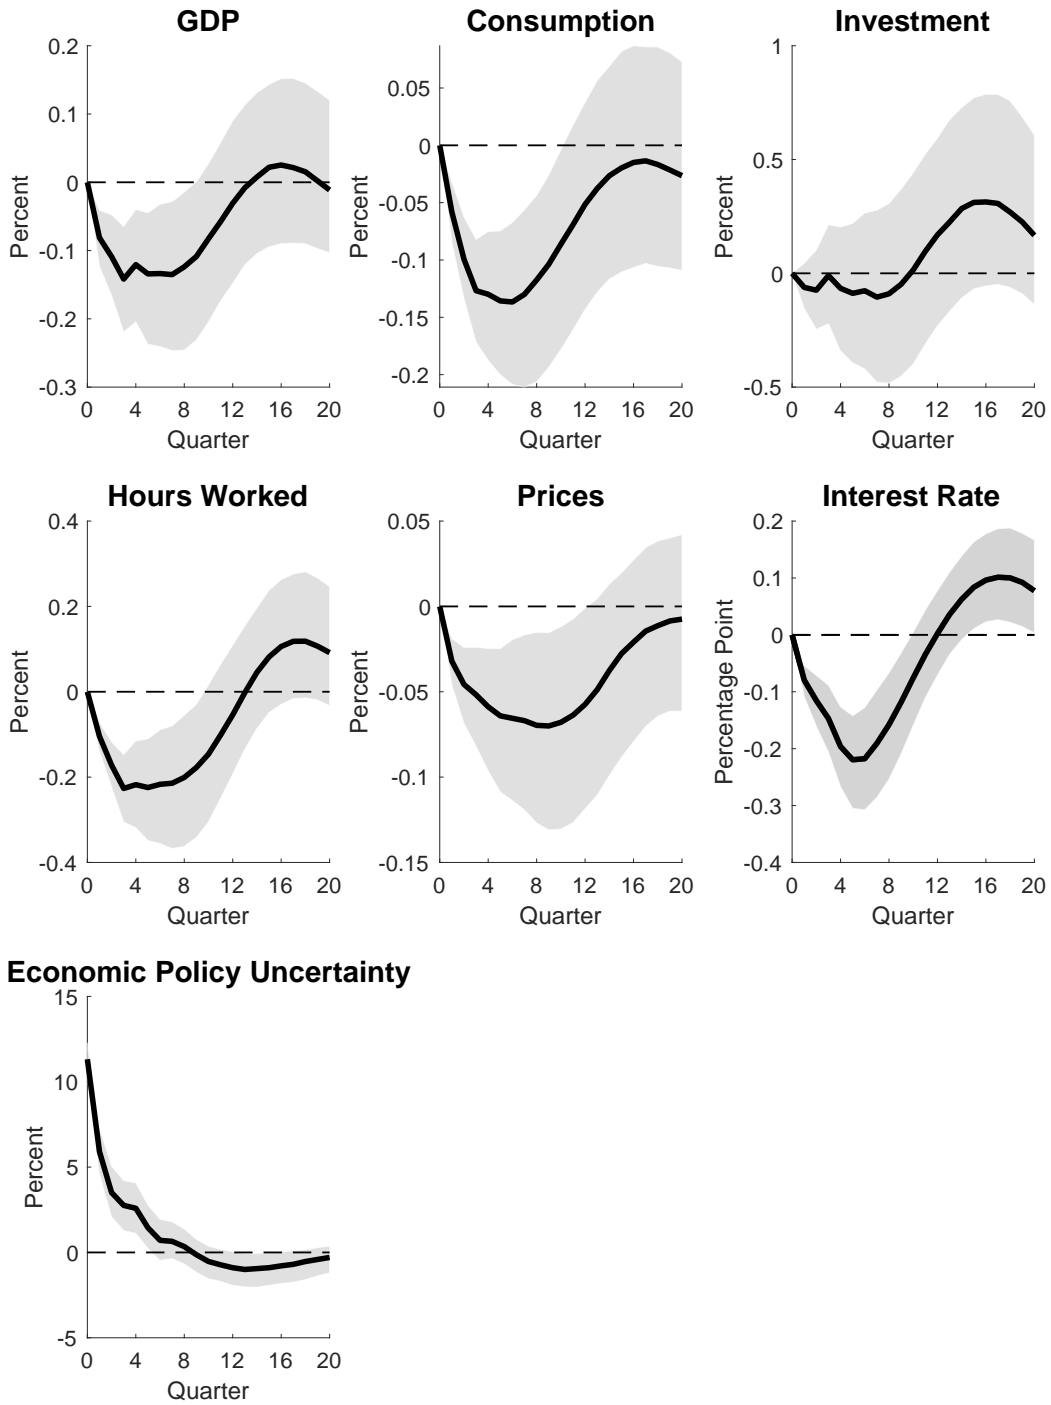 GDP
Percent
0.2
0.1
0
-0.1
-0.2
-0.3
0 4 8 12 16 20
Quarter
Consumption
Percent
0.05
0
-0.05
-0.1
-0.15
-0.2
0 4 8 12 16 20
Quarter
Investment
Percent
1
0.5
0
-0.5
0 4 8 12 16 20
Quarter
Hours Worked
Percent
0.4
0.2
0
-0.2
-0.4
0 4 8 12 16 20
Quarter
Prices
Percent
0.05
0
-0.05
-0.1
-0.15
0 4 8 12 16 20
Quarter
Interest Rate
Percentage Point
0.2
0.1
0
-0.1
-0.2
-0.3
-0.4
0 4 8 12 16 20
Quarter
Economic Policy Uncertainty
Percent
15
10
5
0
-5
0 4 8 12 16 20
Quarter